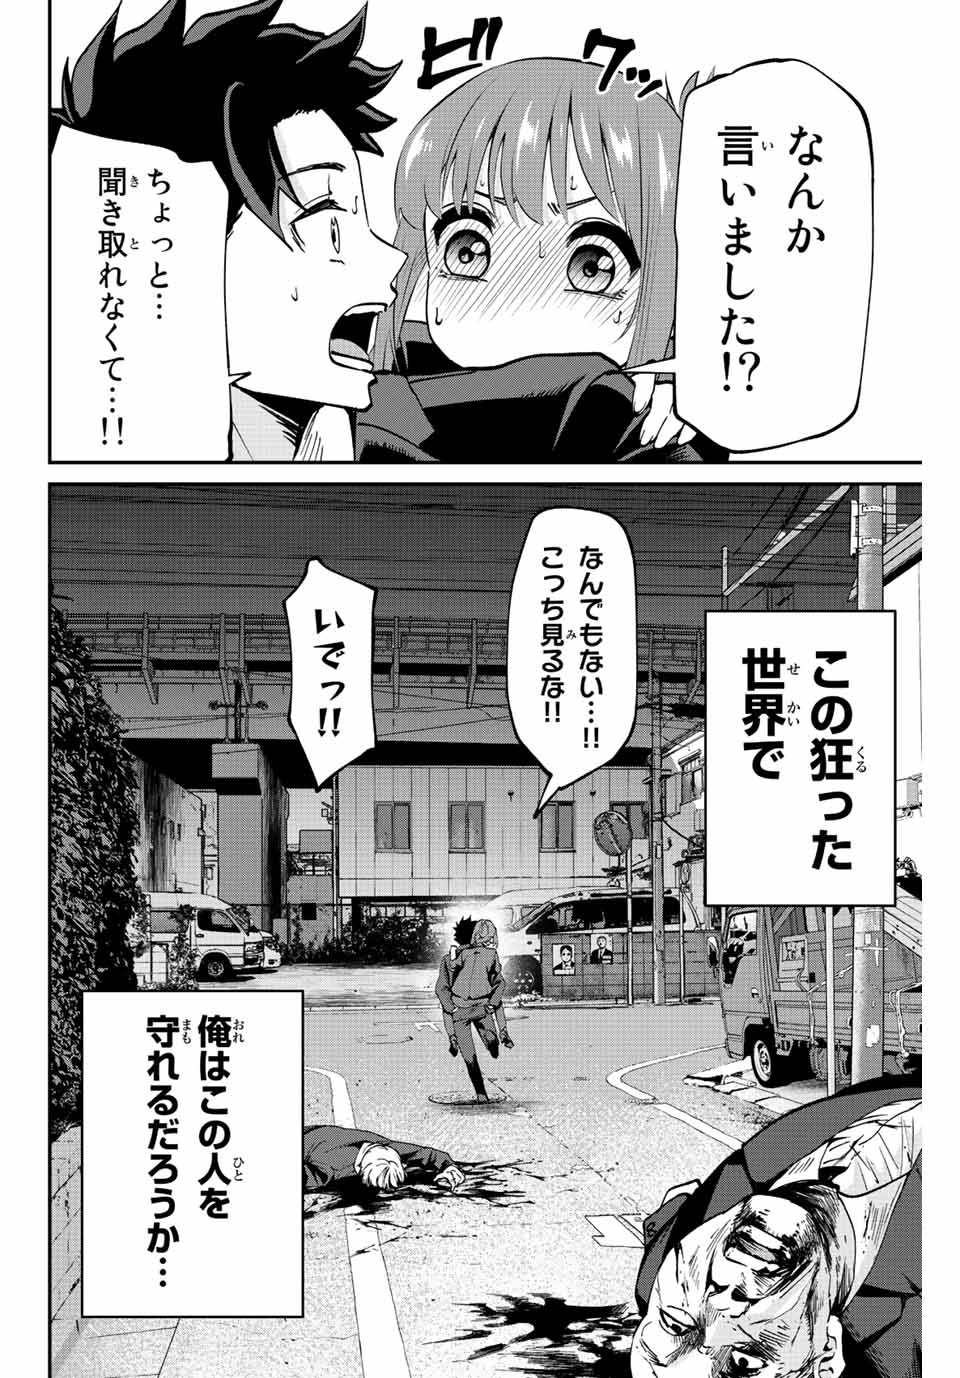 ビクッ
なんか
言いました!?
ちょっと…
聞き取れなくて…!!
この狂った
世界で
なんでもない…!!
こっち見るな!!
いでっ!!
俺はこの人を
守れるだろうか…